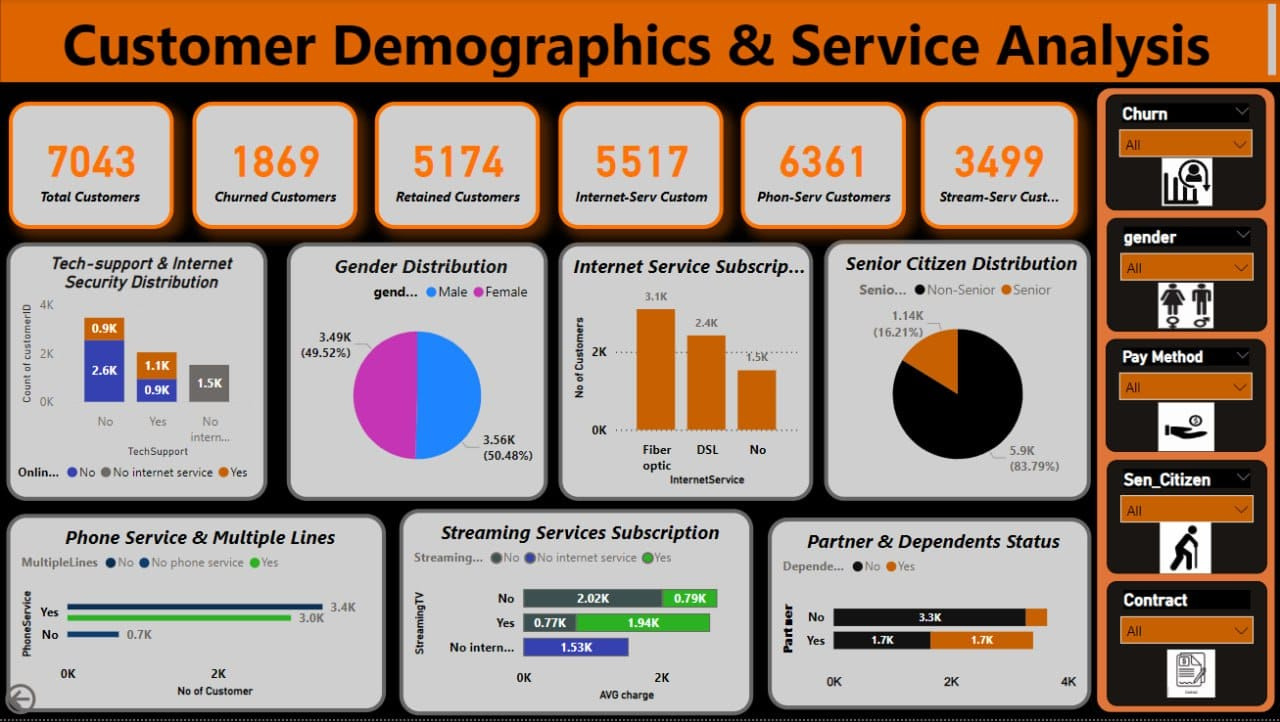 Customer Demographics & Service Analysis
7043
Total Customers
1869
Churned Customers
5174
Retained Customers
5517
Internet-Serv Custom
6361
Phon-Serv Customers
3499
Stream-Serv Cust...
Churn
All
gender
All
Pay Method
All
Sen_Citizen
All
Contract
All
Tech-support & Internet
Security Distribution
Count of customerID
4K
2K
0K
0.9K
2.6K
1.1K
0.9K
1.5K
No
Yes
No
intern...
TechSupport
Onlin... No No internet service Yes
Gender Distribution
gend... Male Female
3.49K
(49.52%)
3.56K
(50.48%)
Internet Service Subscrip...
No of Customers
2K
0K
3.1K
2.4K
1.5K
Fiber
optic
DSL
No
InternetService
Senior Citizen Distribution
Senio... Non-Senior Senior
1.14K
(16.21%)
5.9K
(83.79%)
Phone Service & Multiple Lines
MultipleLines No No phone service Yes
PhoneService
Yes
3.4K
3.0K
No
0.7K
0K 2K
No of Customer
Streaming Services Subscription
Streaming... No No internet service Yes
StreamingTV
No 2.02K 0.79K
Yes 0.77K 1.94K
No intern... 1.53K
0K 2K
AVG charge
Partner & Dependents Status
Depende... No Yes
Partner
No 3.3K
Yes 1.7K 1.7K
0K 2K 4K